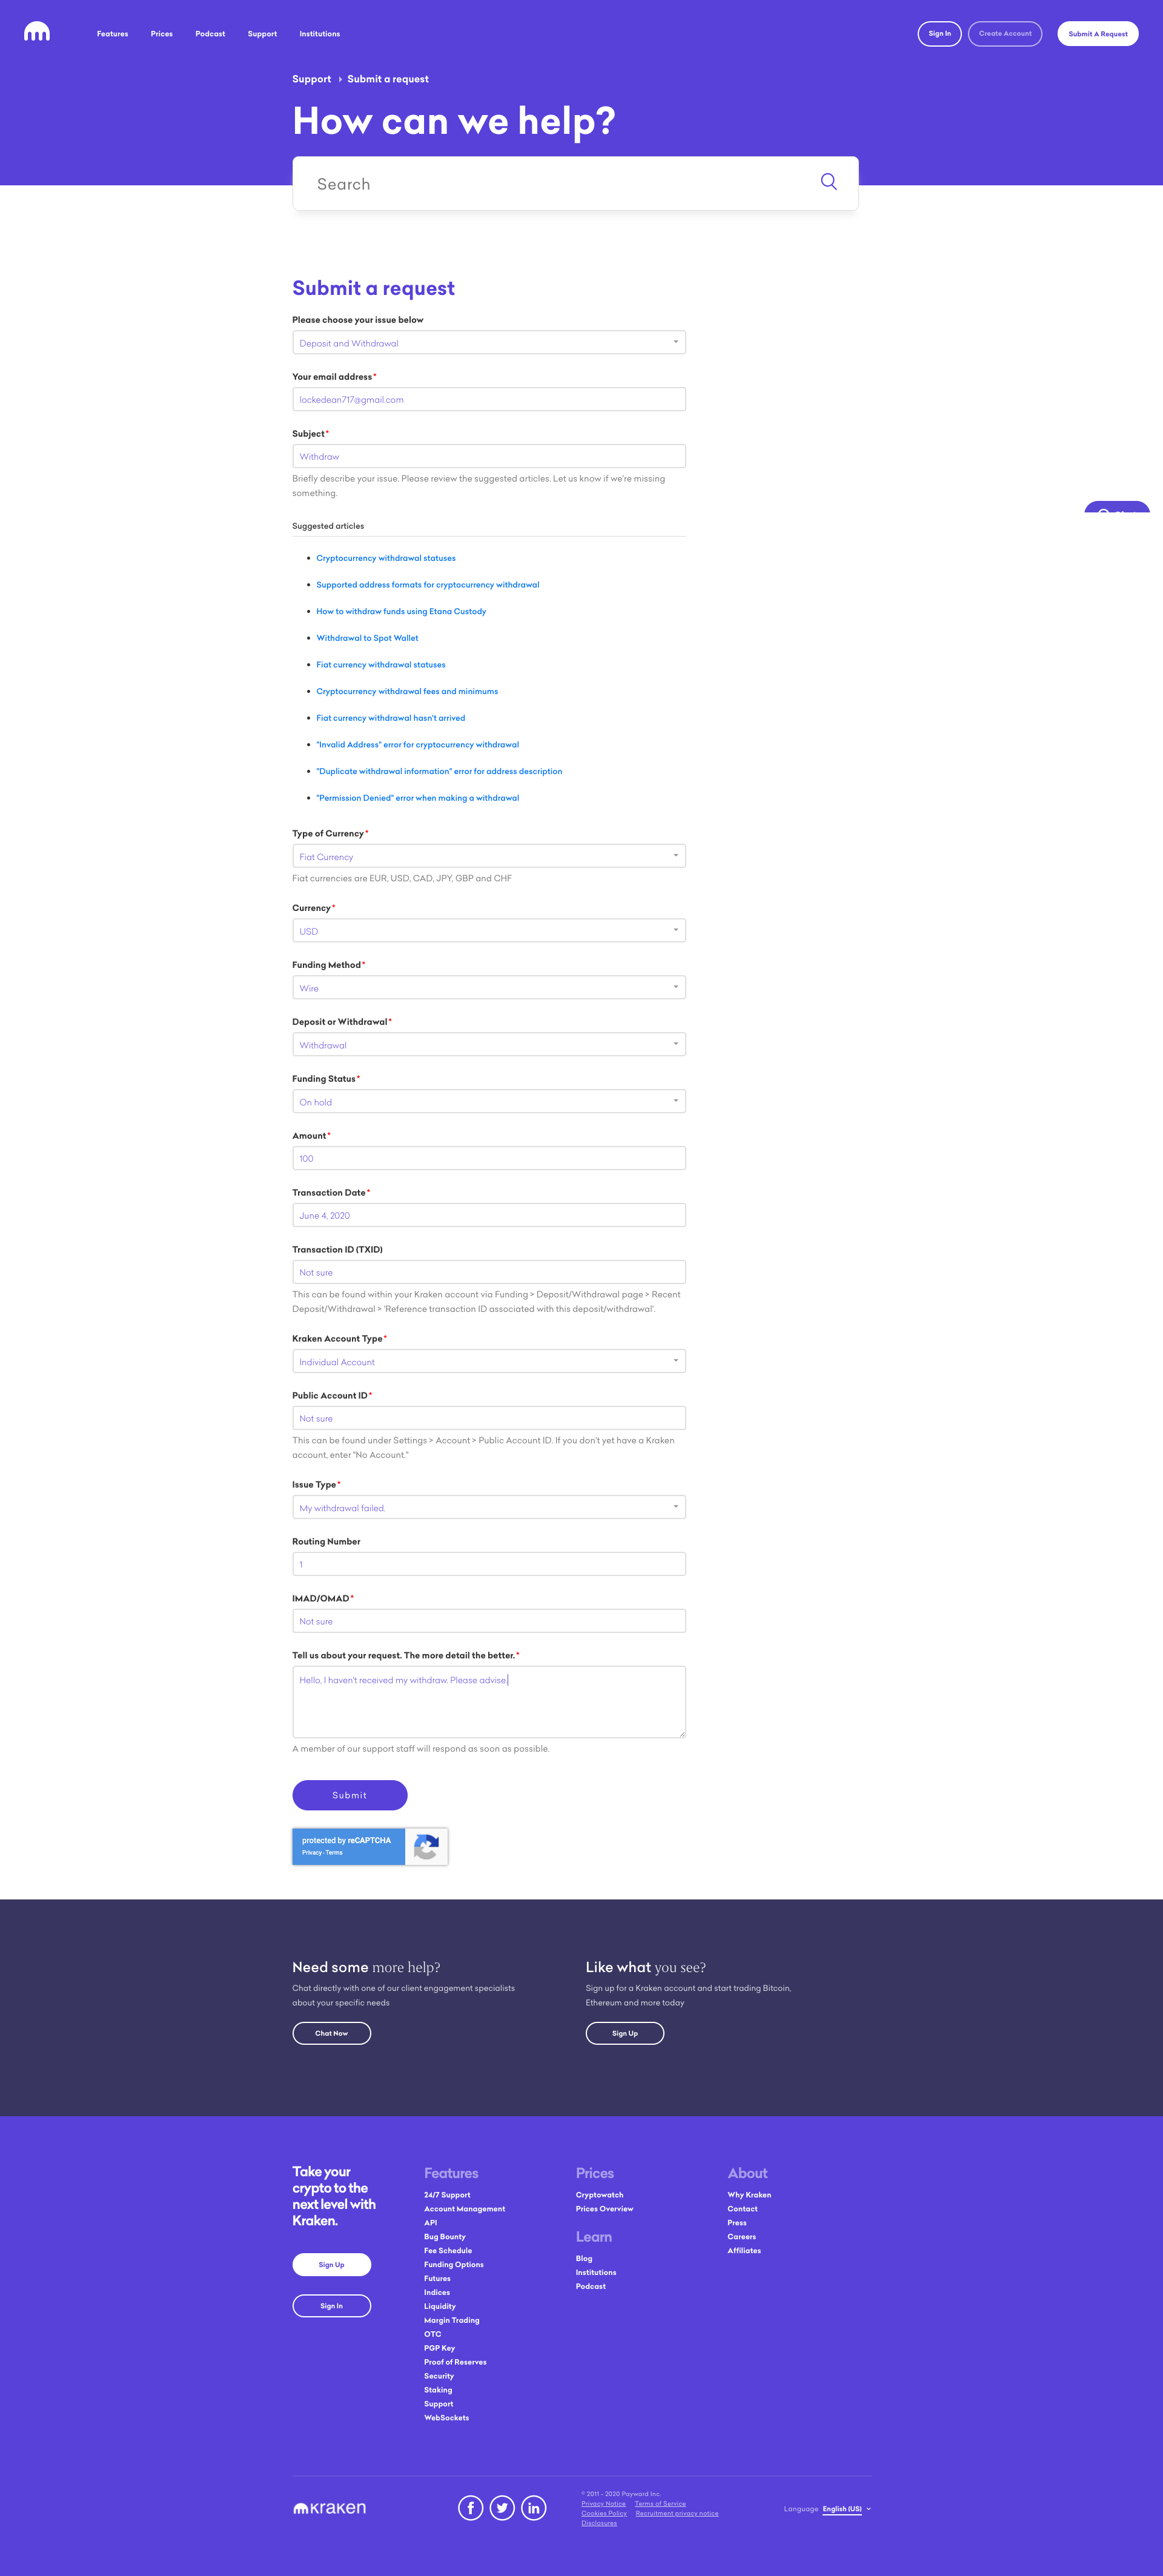 Features Prices Podcast Support Institutions Sign In Create Account Submit A Request
Support Submit a request
How can we help?
Search
Submit a request
Please choose your issue below
Deposit and Withdrawal
Your email address*
lockedean717@gmail.com
Subject*
Withdraw
Briefly describe your issue. Please review the suggested articles. Let us know if we're missing
something.
Suggested articles
Cryptocurrency withdrawal statuses
Supported address formats for cryptocurrency withdrawal
How to withdraw funds using Etana Custody
Withdrawal to Spot Wallet
Fiat currency withdrawal statuses
Cryptocurrency withdrawal fees and minimums
Fiat currency withdrawal hasn't arrived
"Invalid Address" error for cryptocurrency withdrawal
"Duplicate withdrawal information" error for address description
"Permission Denied" error when making a withdrawal
Type of Currency*
Fiat Currency
Fiat currencies are EUR, USD, CAD, JPY, GBP and CHF
Currency*
USD
Funding Method*
Wire
Deposit or Withdrawal*
Withdrawal
Funding Status*
On hold
Amount*
100
Transaction Date*
June 4, 2020
Transaction ID (TXID)
Not sure
This can be found within your Kraken account via Funding > Deposit/Withdrawal page > Recent
Deposit/Withdrawal > 'Reference transaction ID associated with this deposit/withdrawal'.
Kraken Account Type*
Individual Account
Public Account ID*
Not sure
This can be found under Settings > Account > Public Account ID. If you don't yet have a Kraken
account, enter "No Account."
Issue Type*
My withdrawal failed.
Routing Number
1
IMAD/OMAD*
Not sure
Tell us about your request. The more detail the better.*
Hello, I haven't received my withdraw. Please advise.
A member of our support staff will respond as soon as possible.
Submit
protected by reCAPTCHA
Privacy - Terms
Need some more help?
Chat directly with one of our client engagement specialists
about your specific needs
Chat Now
Like what you see?
Sign up for a Kraken account and start trading Bitcoin,
Ethereum and more today
Sign Up
Take your
crypto to the
next level with
Kraken.
Sign Up
Sign In
Features
24/7 Support
Account Management
API
Bug Bounty
Fee Schedule
Funding Options
Futures
Indices
Liquidity
Margin Trading
OTC
PGP Key
Proof of Reserves
Security
Staking
Support
WebSockets
Prices
Cryptowatch
Prices Overview
Learn
Blog
Institutions
Podcast
About
Why Kraken
Contact
Press
Careers
Affiliates
kraken
© 2011 - 2020 Payward Inc.
Privacy Notice Terms of Service
Cookies Policy Recruitment privacy notice
Disclosures
Language English (US)